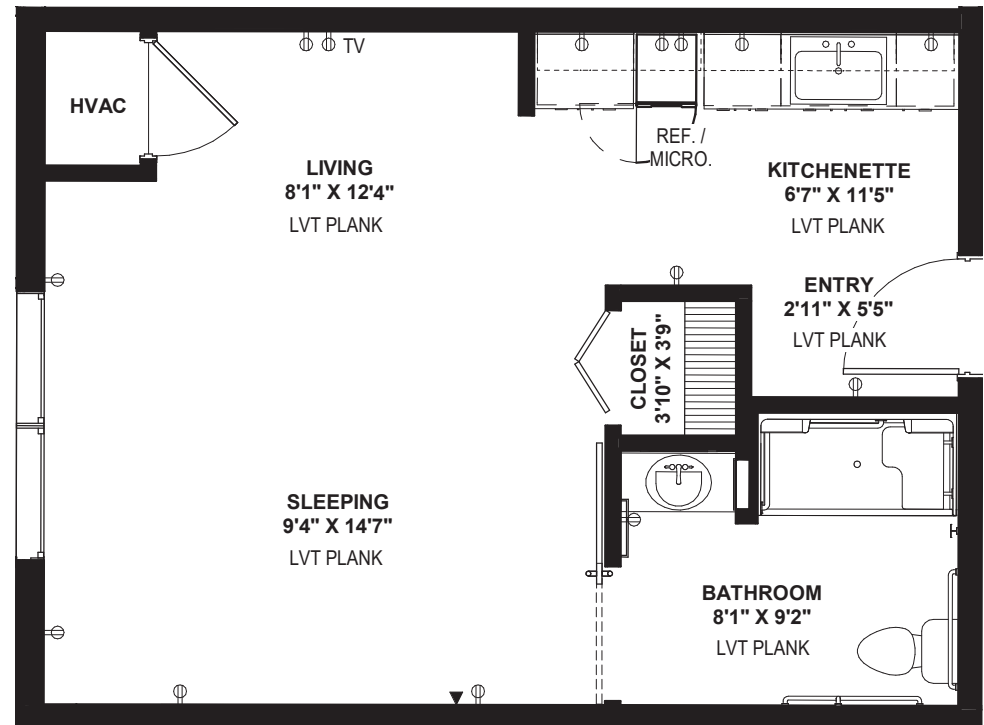 TV
HVAC
REF. /
MICRO.
LIVING
8'1" X 12'4"
LVT PLANK
KITCHENETTE
6'7" X 11'5"
LVT PLANK
ENTRY
2'11" X 5'5"
LVT PLANK
CLOSET
3'10" X 3'9"
SLEEPING
9'4" X 14'7"
LVT PLANK
BATHROOM
8'1" X 9'2"
LVT PLANK